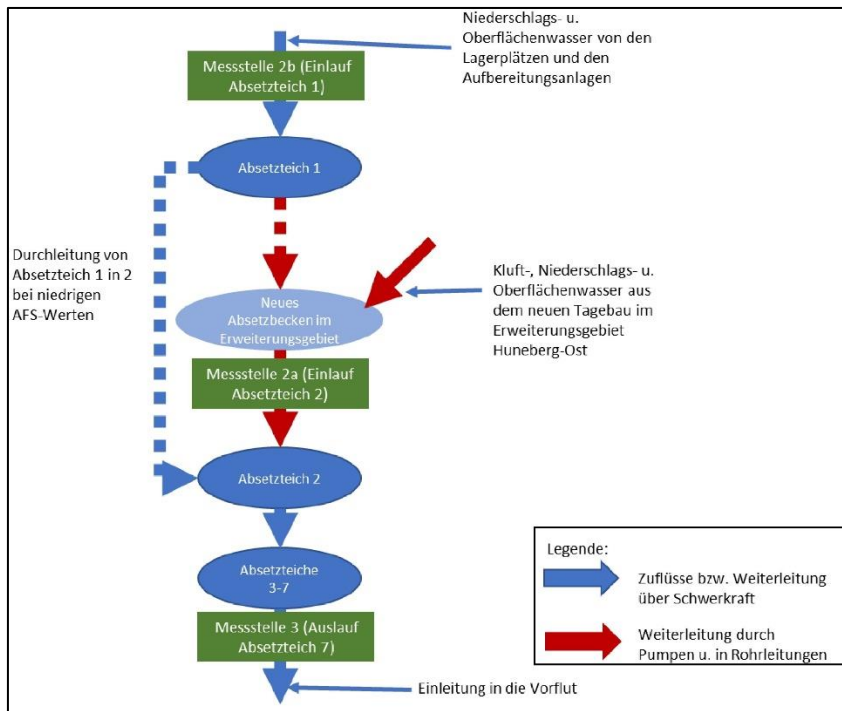 Niederschlags- u.
Oberflächenwasser von den
Lagerplätzen und den
Aufbereitungsanlagen
Messstelle 2b (Einlauf
Absetzteich 1)
Absetzteich 1
Durchleitung von
Absetzteich 1 in 2
bei niedrigen
AFS-Werten
Kluft-, Niederschlags- u.
Oberflächenwasser aus
dem neuen Tagebau im
Erweiterungsgebiet
Huneberg-Ost
Neues
Absetzbecken im
Erweiterungsgebiet
Messstelle 2a (Einlauf
Absetzteich 2)
Absetzteich 2
Absetzteiche
3-7
Messstelle 3 (Auslauf
Absetzteich 7)
Einleitung in die Vorflut
Legende:
Zuflüsse bzw. Weiterleitung
über Schwerkraft
Weiterleitung durch
Pumpen u. in Rohrleitungen